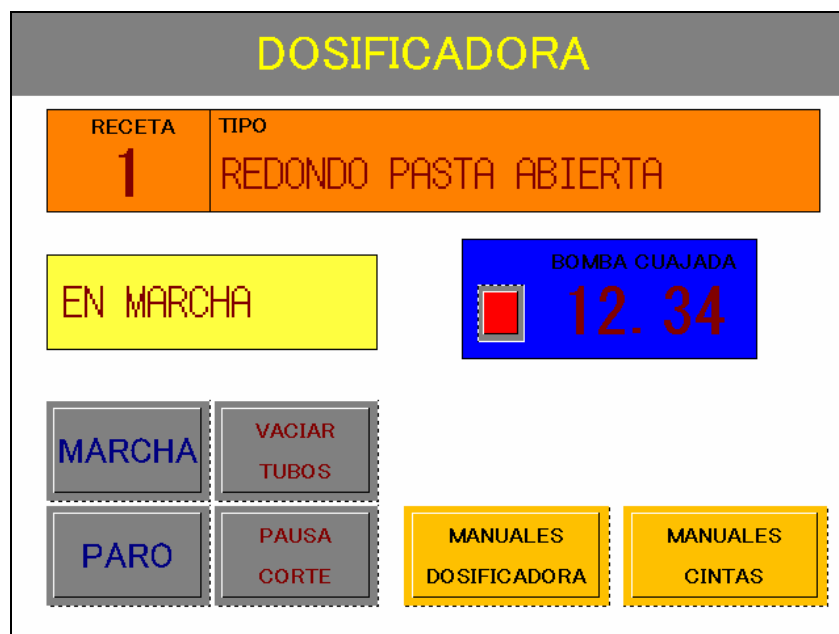 DOSIFICADORA
RECETA
1
TIPO
REDONDO PASTA ABIERTA
EN MARCHA
BOMBA CUAJADA
12.34
MARCHA
VACIAR
TUBOS
PARO
PAUSA
CORTE
MANUALES
DOSIFICADORA
MANUALES
CINTAS